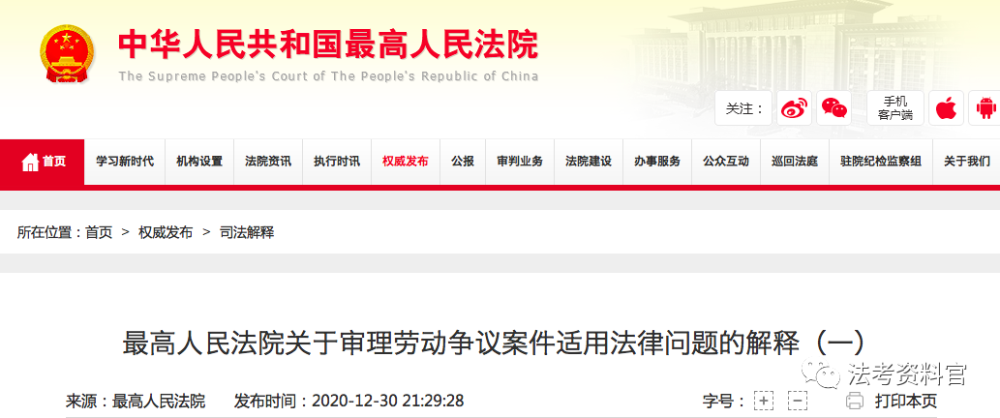 中华人民共和国最高人民法院
The Supreme People's Court of The People's Republic of China
关注：
手机
客户端
首页 学习新时代 机构设置 法院资讯 执行时讯 权威发布 公报 审判业务 法院建设 办事服务 公众互动 巡回法庭 驻院纪检监察组 关于我们
所在位置：首页 > 权威发布 > 司法解释
最高人民法院关于审理劳动争议案件适用法律问题的解释（一）
法考资料官
来源：最高人民法院 发布时间：2020-12-30 21:29:28 字号： + − 打印本页